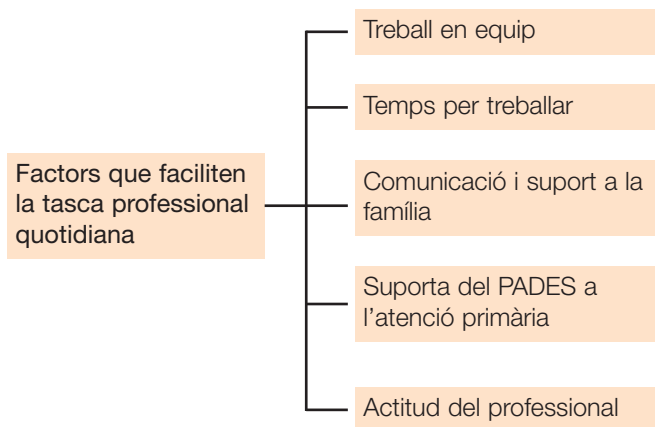 Factors que faciliten
la tasca professional
quotidiana
Treball en equip
Temps per treballar
Comunicació i suport a la
família
Suporta del PADES a
l’atenció primària
Actitud del professional